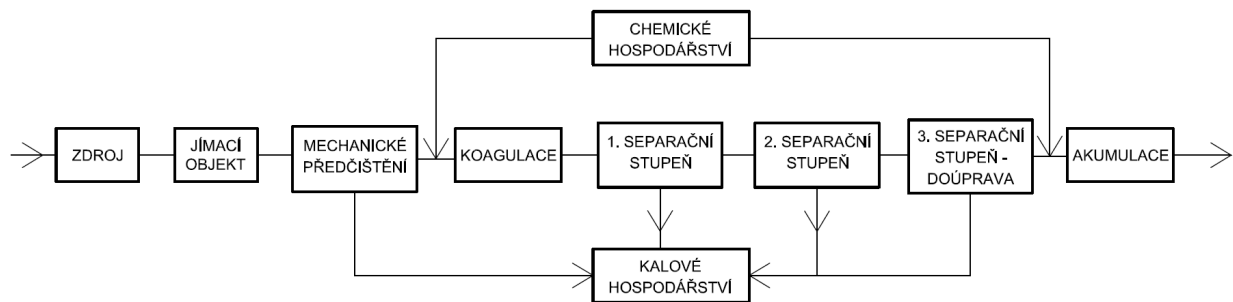 CHEMICKÉ
HOSPODÁŘSTVÍ
ZDROJ
JÍMACÍ
OBJEKT
MECHANICKÉ
PŘEDČIŠTĚNÍ
KOAGULACE
1. SEPARAČNÍ
STUPEŇ
2. SEPARAČNÍ
STUPEŇ
3. SEPARAČNÍ
STUPEŇ -
DOÚPRAVA
AKUMULACE
KALOVÉ
HOSPODÁŘSTVÍ